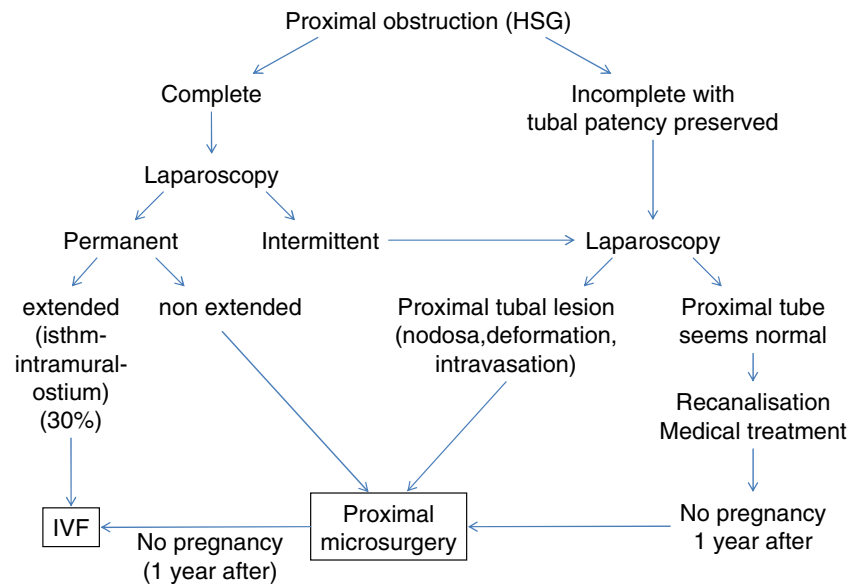 Proximal obstruction (HSG)
Complete
Incomplete with
tubal patency preserved
Laparoscopy
Permanent
Intermittent
Laparoscopy
extended
(isthm-
intramural-
ostium)
(30%)
non extended
Proximal tubal lesion
(nodosa,deformation,
intravasation)
Proximal tube
seems normal
Recanalisation
Medical treatment
IVF
No pregnancy
(1 year after)
Proximal
microsurgery
No pregnancy
1 year after